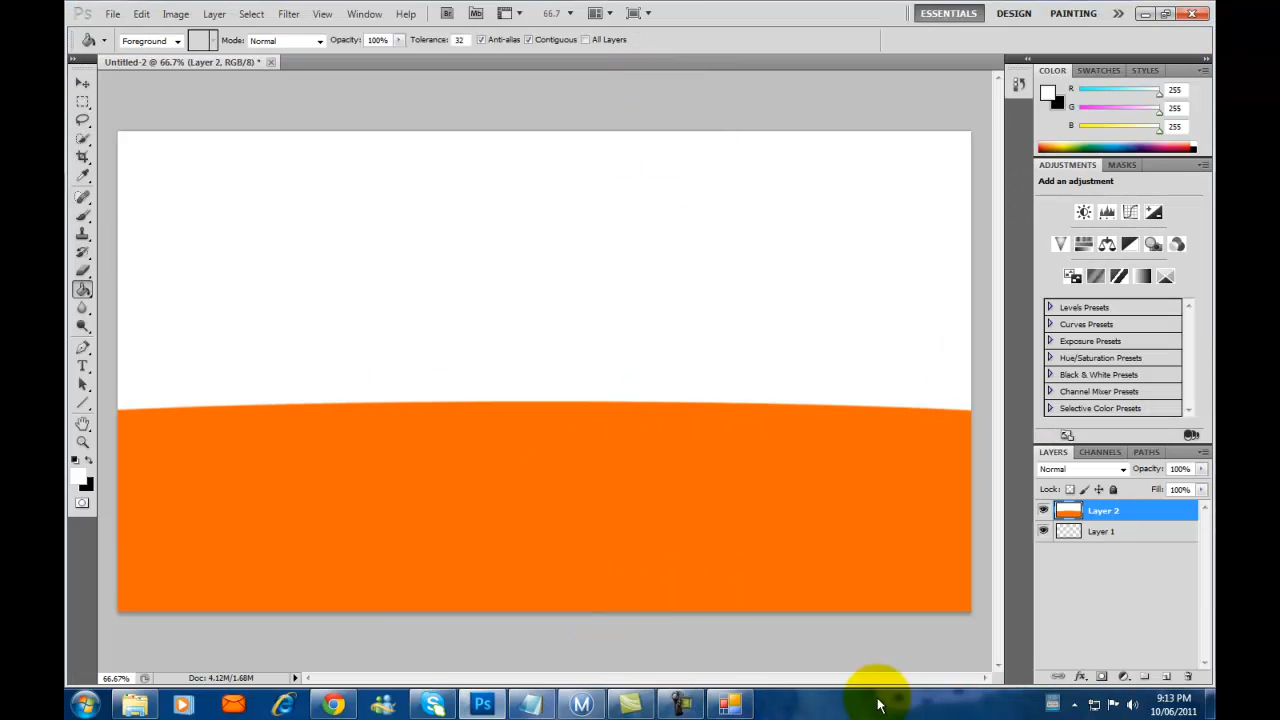 Ps File Edit Image Layer Select Filter View Window Help Br Mb 66.7 ESSENTIALS DESIGN PAINTING
Foreground Mode: Normal Opacity: 100% Tolerance: 32 Anti-alias Contiguous All Layers
Untitled-2 @ 66.7% (Layer 2, RGB/8) *
COLOR SWATCHES STYLES
R 255
G 255
B 255
ADJUSTMENTS MASKS
Add an adjustment
Levels Presets
Curves Presets
Exposure Presets
Hue/Saturation Presets
Black & White Presets
Channel Mixer Presets
Selective Color Presets
LAYERS CHANNELS PATHS
Normal Opacity: 100%
Lock: Fill: 100%
Layer 2
Layer 1
66.67% Doc: 4.12M/1.68M
Ps M
9:13 PM
10/06/2011